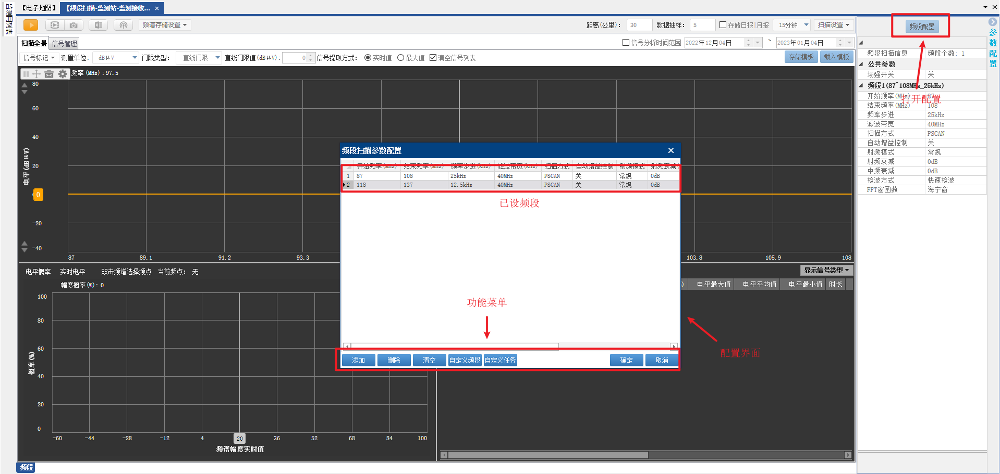 监测网列表
【电子地图】
【频段扫描-监测站-监测接收... ×
频谱存储设置
距离(公里)： 30
数据抽样： 5
存储日报|月报
15分钟
扫描设置
频段配置
参数配置
扫描全景
信号管理
信号分析时间范围
2022年12月04日
~
2023年01月04日
信号标记
测量单位： dBμV
门限类型： 直线门限
直线门限值(dBμV)： 0
信号提取方式： 实时值 最大值 清空信号列表
存储模板
载入模板
频率(MHz)：97.5
电平(dBμV)
80
60
40
20
0
-20
-40
87
89.1
91.2
93.3
103.8
105.9
108
频段扫描信息 频段个数：1
公共参数
场强开关 关
频段1(87~108MHz_25kHz)
开始频率(MHz) 87
打开配置
结束频率(MHz) 108
频率步进 25kHz
滤波带宽 40MHz
扫描方式 PSCAN
自动增益控制 关
射频模式 常规
射频衰减 0dB
中频衰减 0dB
检波方式 快速检波
FFT窗函数 海宁窗
频段扫描参数配置
开始频率(MHz) 结束频率(MHz) 频率步进(kHz) 滤波带宽(kHz) 扫描方式 自动增益控制 射频模式 射频衰减(
1 87 108 25kHz 40MHz PSCAN 关 常规 0dB
2 118 137 12.5kHz 40MHz PSCAN 关 常规 0dB
已设频段
功能菜单
添加 删除 清空 自定义频段 自定义任务 确定 取消
配置界面
电平概率 实时电平 双击频谱选择频点 当前频点： 无
幅度概率(%)：0
概率(%)
100
80
60
40
20
0
-60 -44 -28 -12 4 20 36 52 68 84 100
频谱幅度实时值
显示信号类型
) 电平最大值 电平平均值 电平最小值 时长
频段